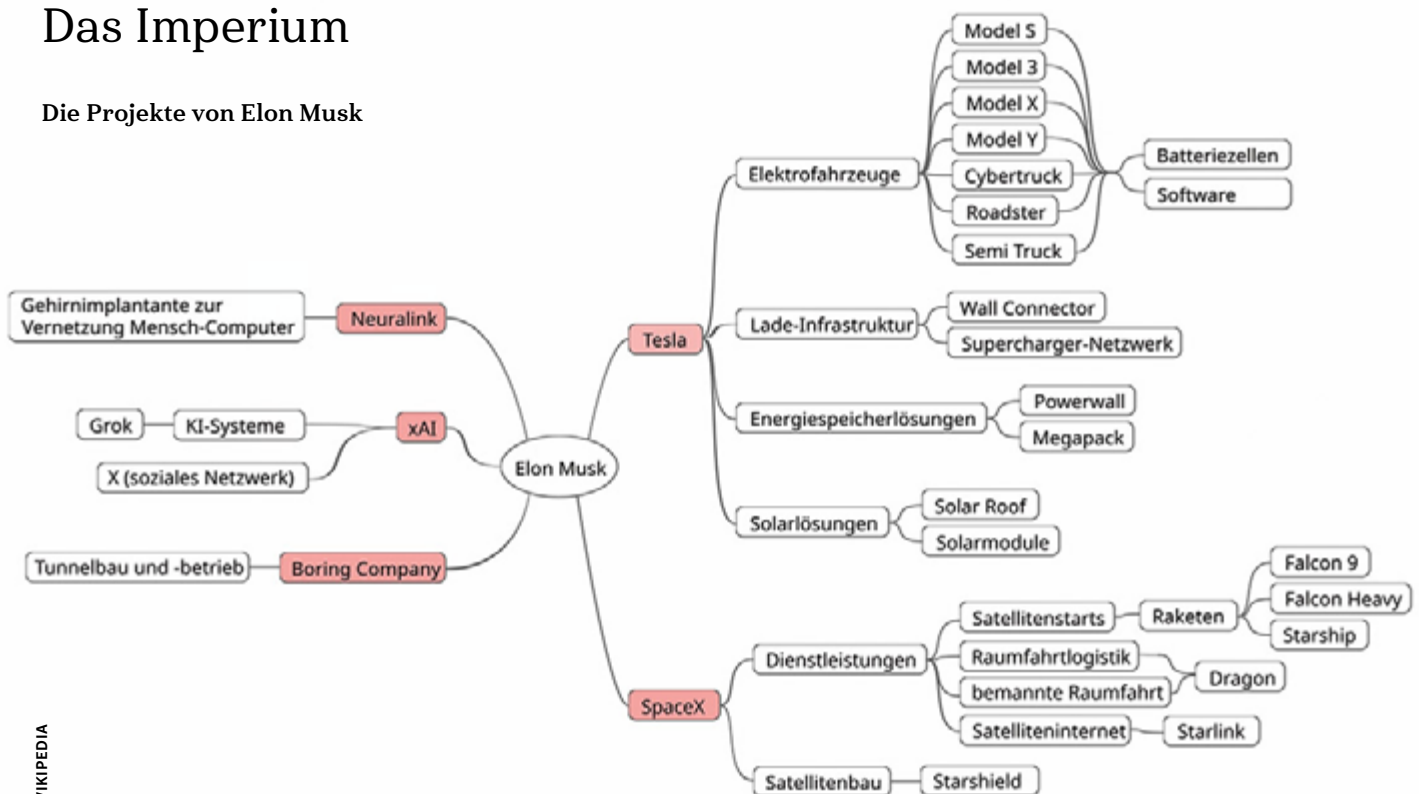 Das Imperium
Die Projekte von Elon Musk
Elon Musk
Neuralink
Gehirnimplantante zur
Vernetzung Mensch-Computer
xAI
KI-Systeme
Grok
X (soziales Netzwerk)
Boring Company
Tunnelbau und -betrieb
Tesla
Elektrofahrzeuge
Model S
Model 3
Model X
Model Y
Cybertruck
Roadster
Semi Truck
Batteriezellen
Software
Lade-Infrastruktur
Wall Connector
Supercharger-Netzwerk
Energiespeicherlösungen
Powerwall
Megapack
Solarlösungen
Solar Roof
Solarmodule
SpaceX
Dienstleistungen
Satellitenstarts
Raketen
Falcon 9
Falcon Heavy
Starship
Raumfahrtlogistik
bemannte Raumfahrt
Dragon
Satelliteninternet
Starlink
Satellitenbau
Starshield